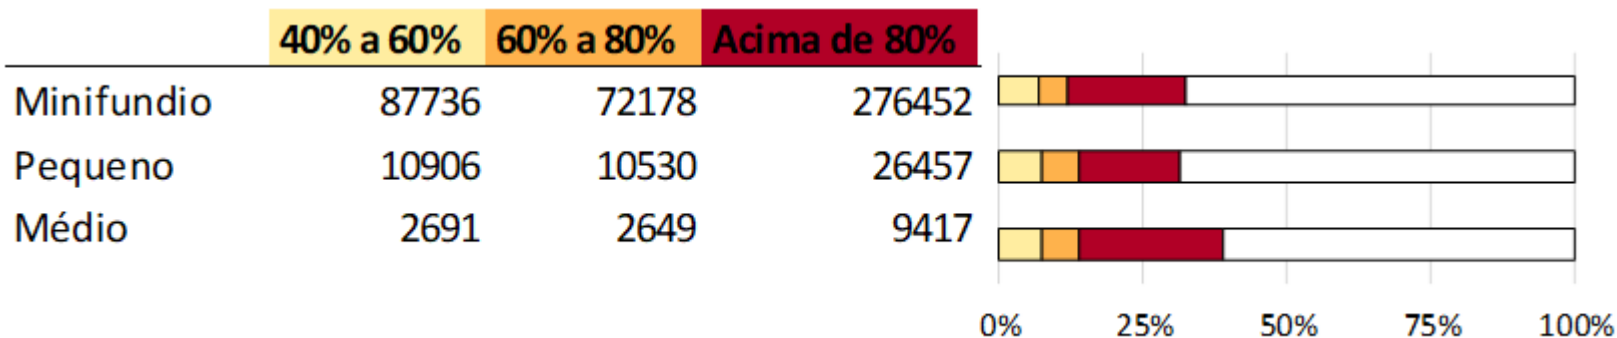 40% a 60% 60% a 80% Acima de 80%
Minifundio 87736 72178 276452
Pequeno 10906 10530 26457
Médio 2691 2649 9417
0% 25% 50% 75% 100%